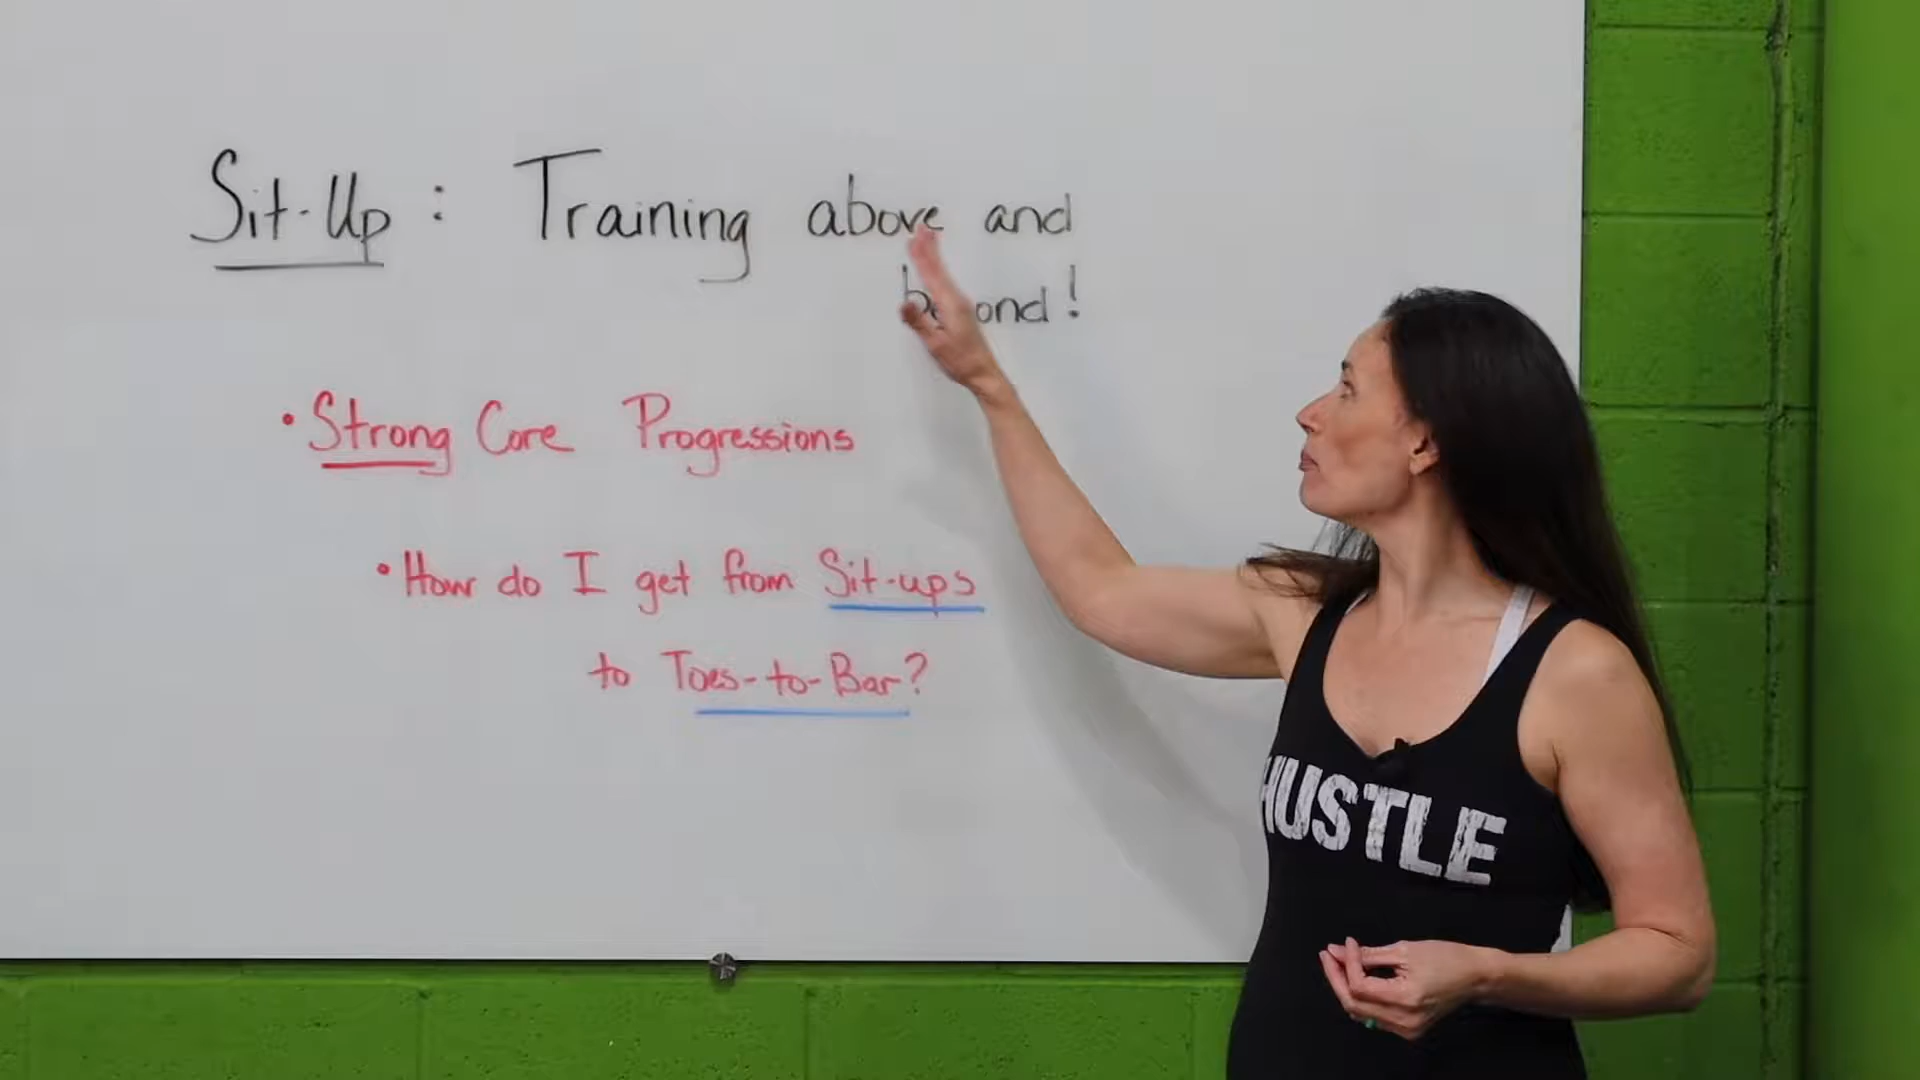 Sit-Up : Training above and
beyond!
• Strong Core Progressions
• How do I get from Sit-ups
to Toes-to-Bar?
HUSTLE